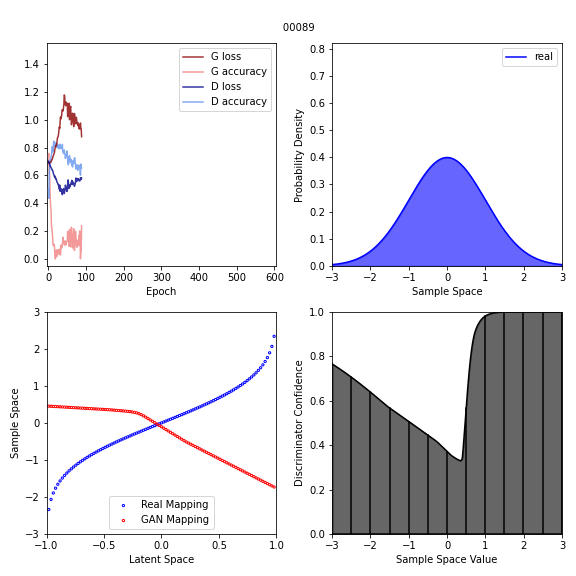 00089
G loss
G accuracy
D loss
D accuracy
1.4
1.2
1.0
0.8
0.6
0.4
0.2
0.0
0 100 200 300 400 500 600
Epoch
real
Probability Density
0.8
0.7
0.6
0.5
0.4
0.3
0.2
0.1
0.0
−3 −2 −1 0 1 2 3
Sample Space
Sample Space
3
2
1
0
−1
−2
−3
Real Mapping
GAN Mapping
−1.0 −0.5 0.0 0.5 1.0
Latent Space
Discriminator Confidence
1.0
0.8
0.6
0.4
0.2
0.0
−3 −2 −1 0 1 2 3
Sample Space Value